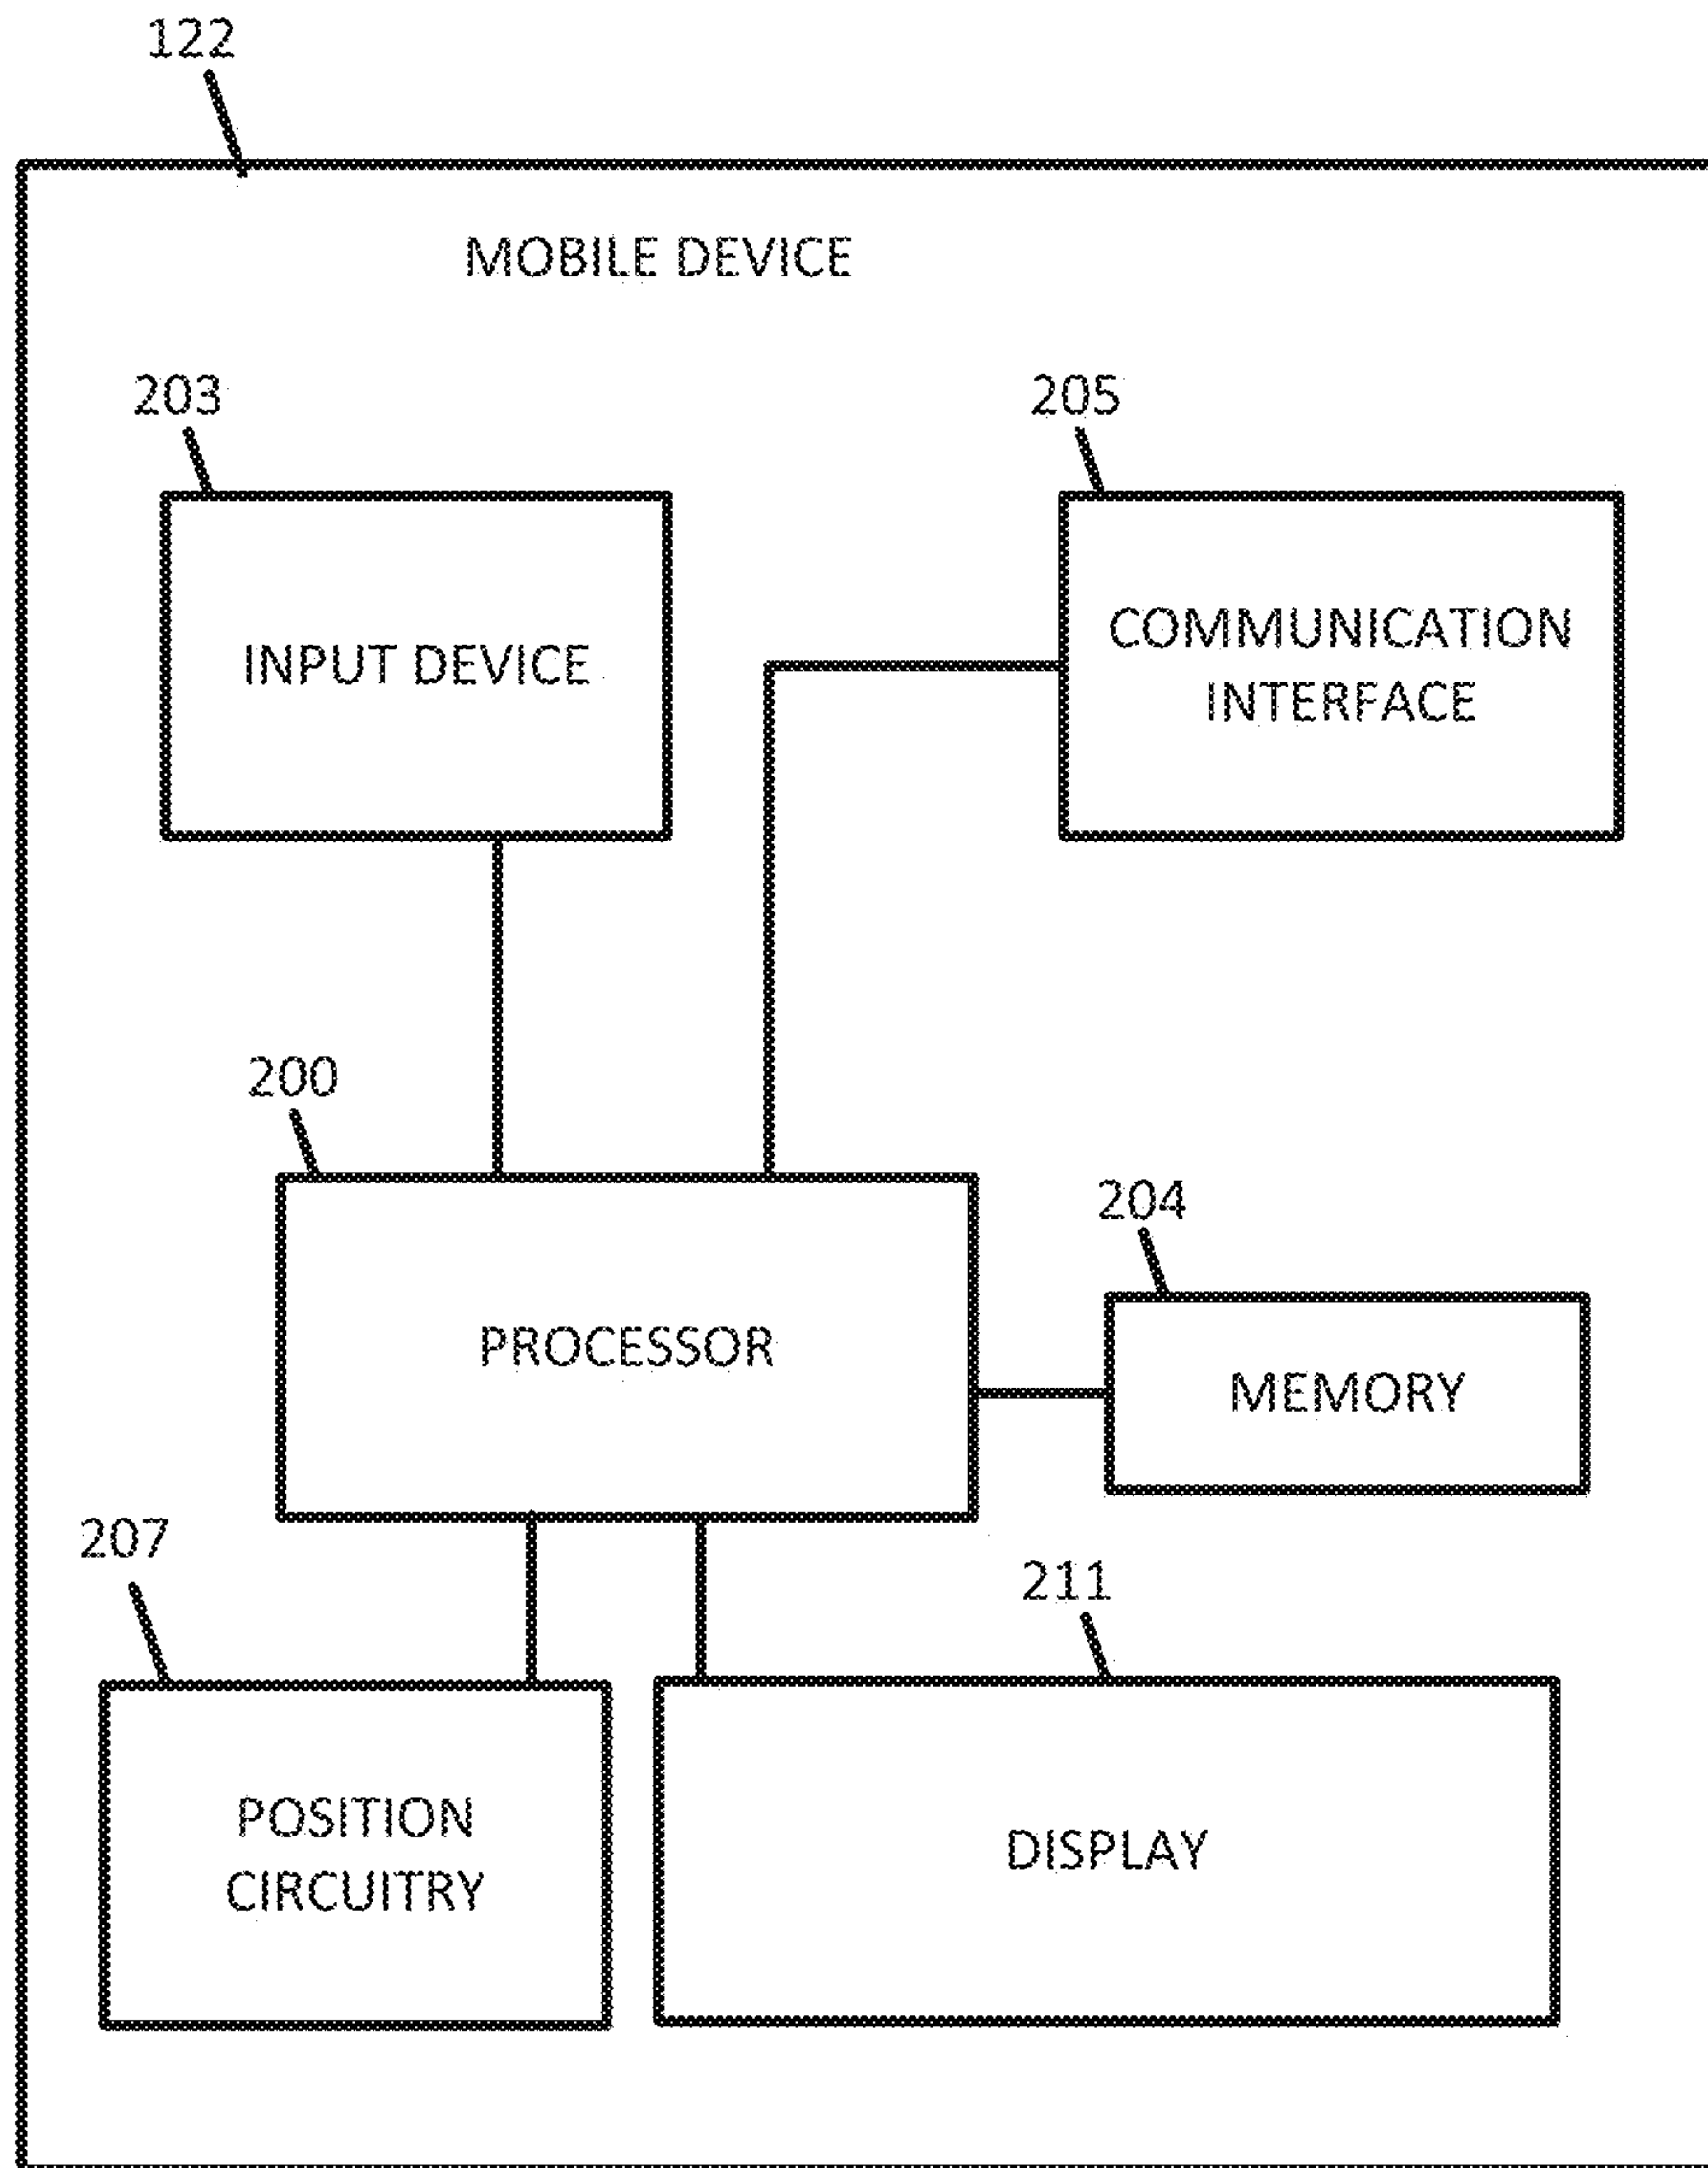 122
MOBILE DEVICE
203
205
INPUT DEVICE
COMMUNICATION
INTERFACE
200
204
PROCESSOR
MEMORY
207
211
POSITION
CIRCUITRY
DISPLAY